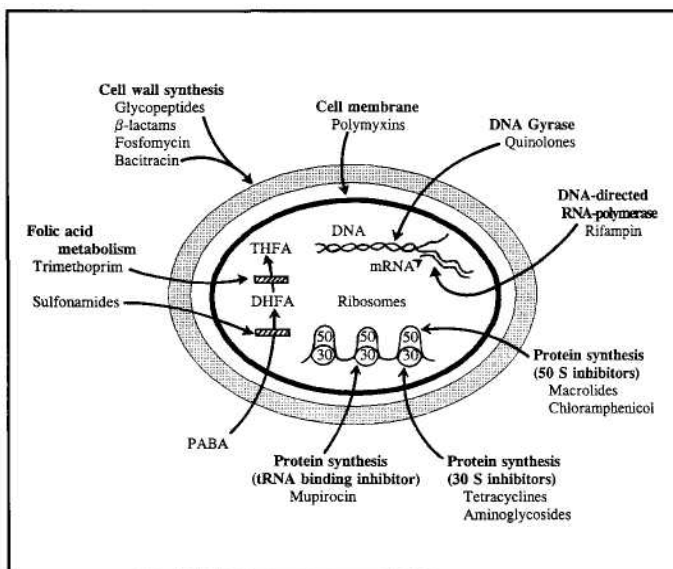 Cell wall synthesis
Glycopeptides
β-lactams
Fosfomycin
Bacitracin
Cell membrane
Polymyxins
DNA Gyrase
Quinolones
DNA-directed
RNA-polymerase
Rifampin
Folic acid
metabolism
Trimethoprim
Sulfonamides
THFA
DHFA
PABA
DNA
mRNA
Ribosomes
50 50 50
30 30 30
Protein synthesis
(50 S inhibitors)
Macrolides
Chloramphenicol
Protein synthesis
(tRNA binding inhibitor)
Mupirocin
Protein synthesis
(30 S inhibitors)
Tetracyclines
Aminoglycosides